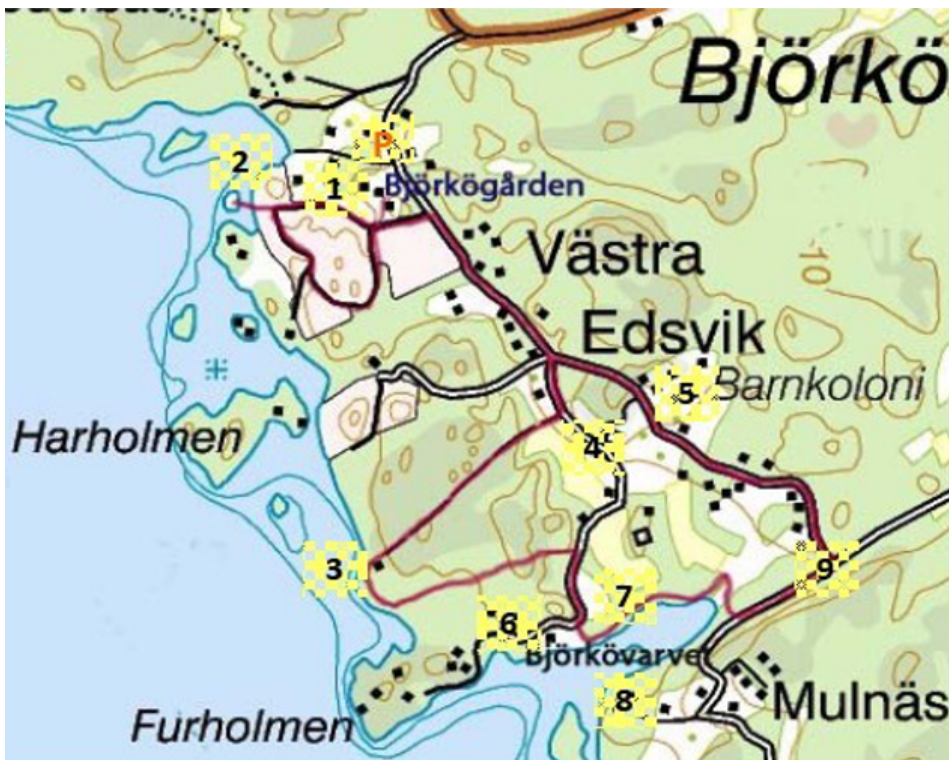 Björkö
P
2
1
Björkögården
Västra
10
Edsvik
5
Barnkoloni
Harholmen
4
3
9
7
6
Björkövarvet
8
Mulnäs
Furholmen